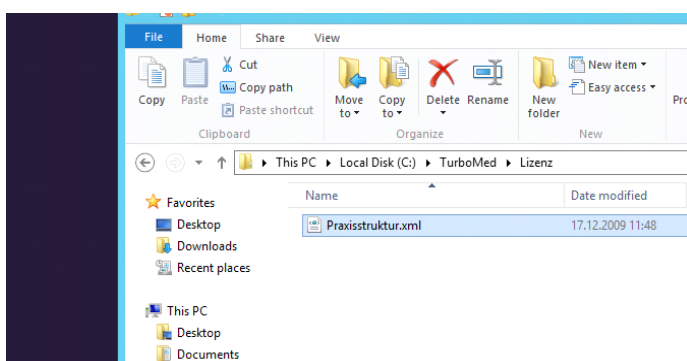 File Home Share View
Cut
Copy path
Paste shortcut
Copy Paste
Move to
Copy to
Delete Rename
New folder
New item
Easy access
Clipboard Organize New
This PC Local Disk (C:) TurboMed Lizenz
Name Date modified
Praxisstruktur.xml 17.12.2009 11:48
Favorites
Desktop
Downloads
Recent places
This PC
Desktop
Documents